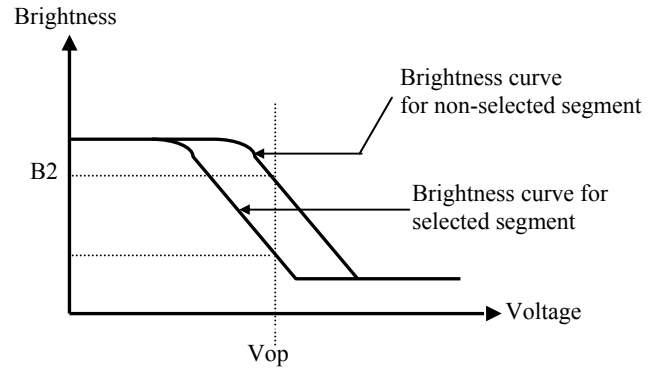 Brightness
Brightness curve
for non-selected segment
B2
Brightness curve for
selected segment
Voltage
Vop